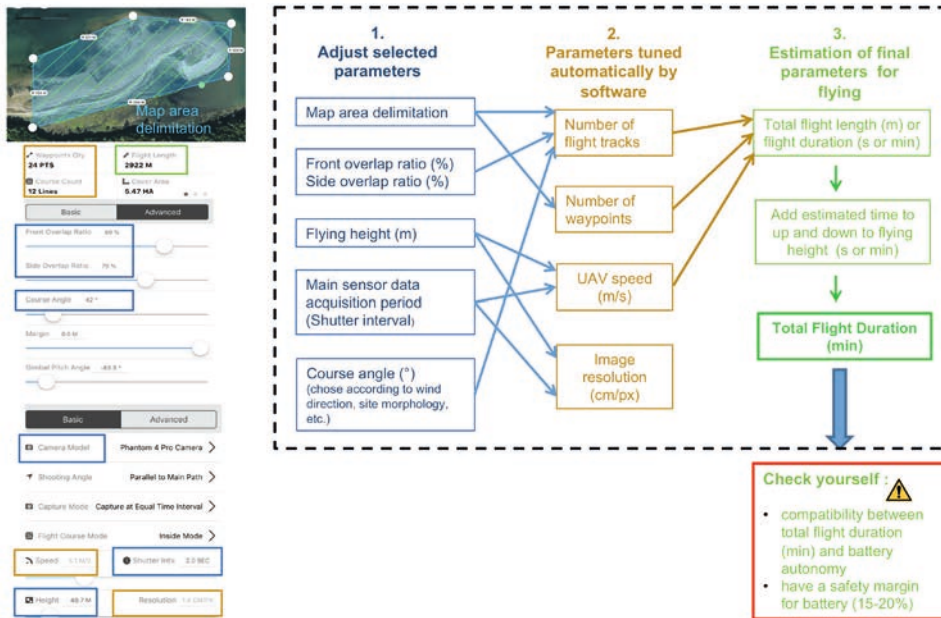 Map area
delimitation
Waypoints Qty
24 PTS
Flight Length
2922 M
Course Count
12 Lines
Cover Area
5.47 HA
Basic
Advanced
Front Overlap Ratio
Side Overlap Ratio
Course Angle
Margin
Gimbal Pitch Angle
Basic
Advanced
Camera Model
Phantom 4 Pro Camera
Shooting Angle
Parallel to Main Path
Capture Mode
Capture at Equal Time Interval
Flight Course Mode
Inside Mode
Speed
Shutter Intv.
2.0 SEC
Height
Resolution
1.
Adjust selected
parameters
Map area delimitation
Front overlap ratio (%)
Side overlap ratio (%)
Flying height (m)
Main sensor data
acquisition period
(Shutter interval)
Course angle (°)
(chose according to wind
direction, site morphology,
etc.)
2.
Parameters tuned
automatically by
software
Number of
flight tracks
Number of
waypoints
UAV speed
(m/s)
Image
resolution
(cm/px)
3.
Estimation of final
parameters for
flying
Total flight length (m) or
flight duration (s or min)
Add estimated time to
up and down to flying
height (s or min)
Total Flight Duration
(min)
Check yourself :
• compatibility between
total flight duration
(min) and battery
autonomy
• have a safety margin
for battery (15-20%)